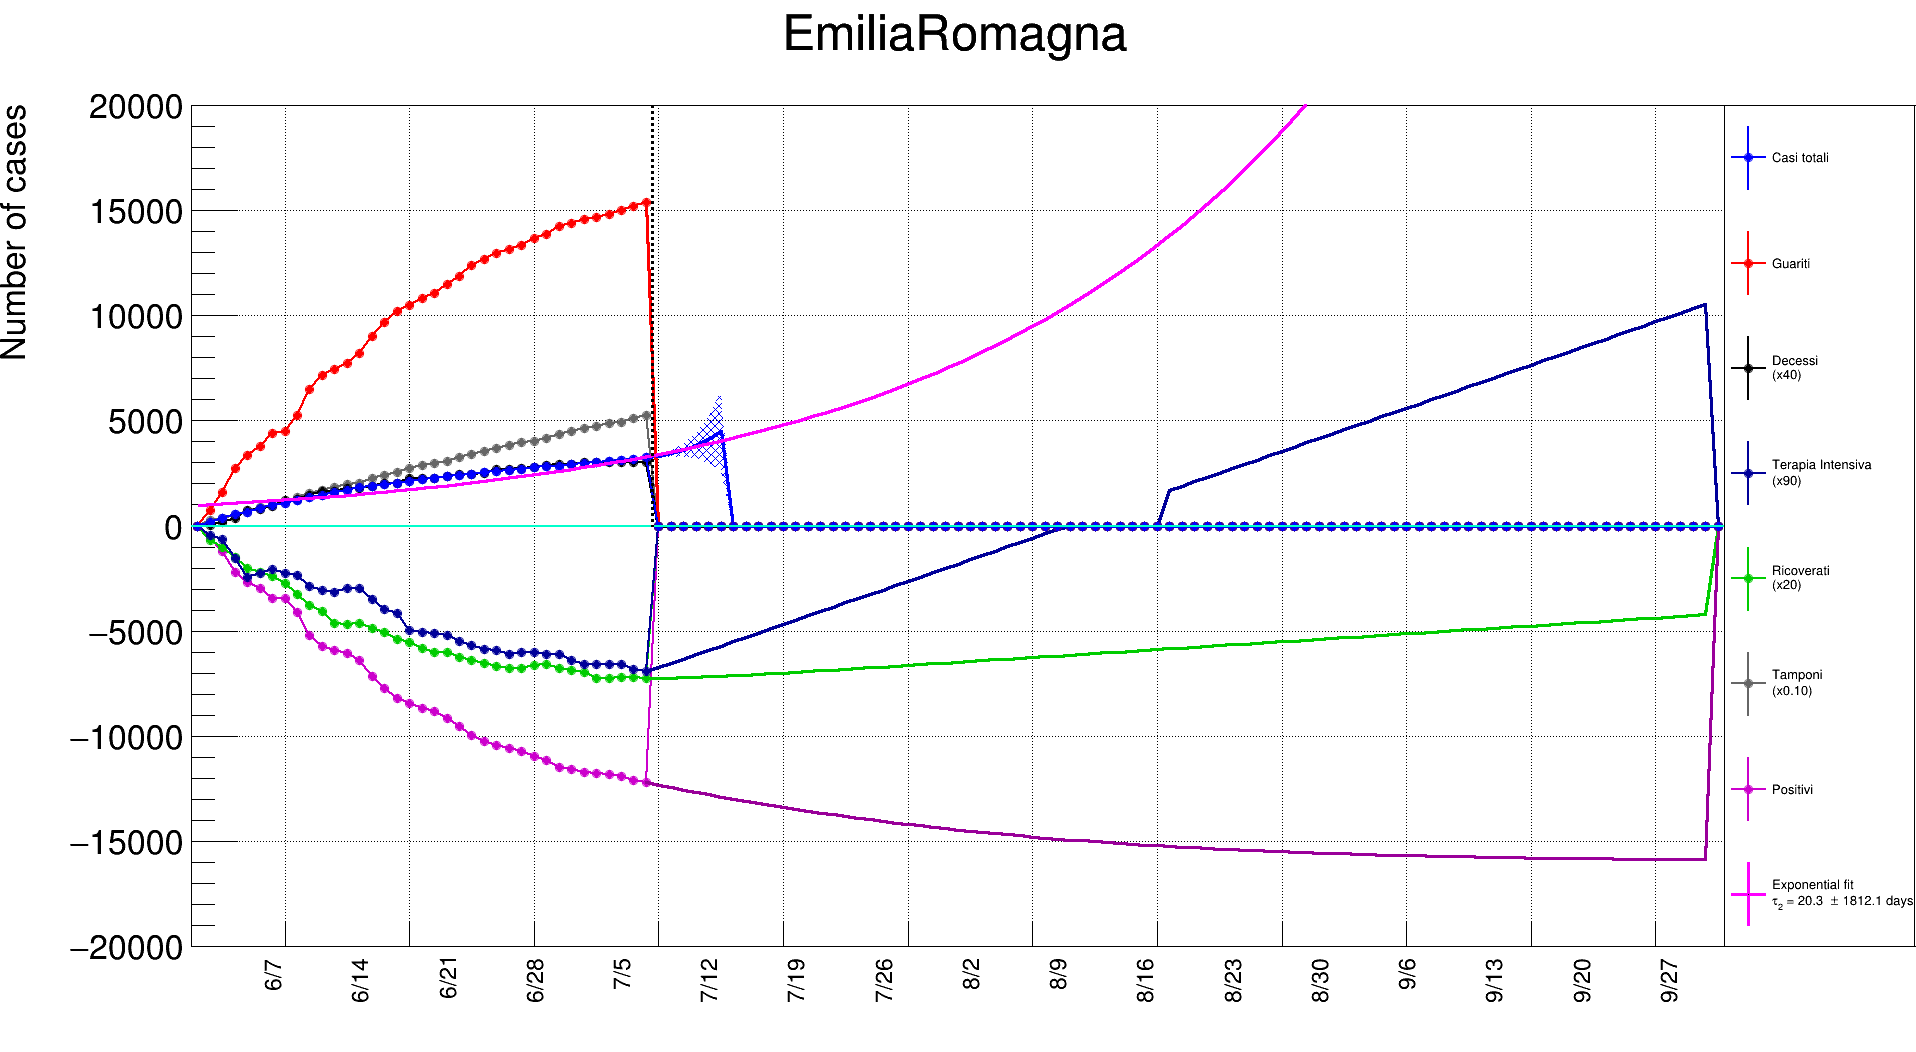 EmiliaRomagna
Number of cases
20000
15000
10000
5000
0
−5000
−10000
−15000
−20000
6/7
6/14
6/21
6/28
7/5
7/12
7/19
7/26
8/2
8/9
8/16
8/23
8/30
9/6
9/13
9/20
9/27
Casi totali
Guariti
Decessi
(x40)
Terapia Intensiva
(x90)
Ricoverati
(x20)
Tamponi
(x0.10)
Positivi
Exponential fit
τ2 = 20.3 ± 1812.1 days